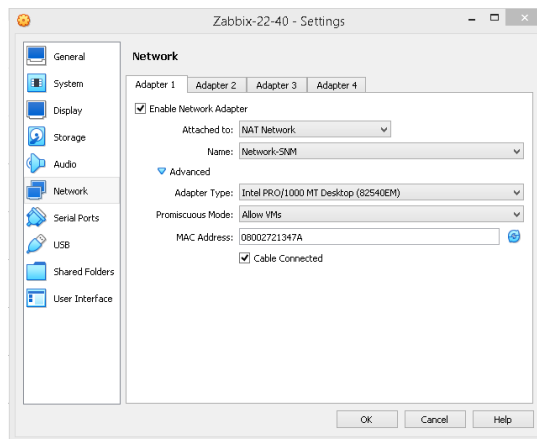 Zabbix-22-40 - Settings
General
System
Display
Storage
Audio
Network
Serial Ports
USB
Shared Folders
User Interface
Network
Adapter 1 Adapter 2 Adapter 3 Adapter 4
Enable Network Adapter
Attached to: NAT Network
Name: Network-SNM
Advanced
Adapter Type: Intel PRO/1000 MT Desktop (82540EM)
Promiscuous Mode: Allow VMs
MAC Address: 08002721347A
Cable Connected
OK Cancel Help